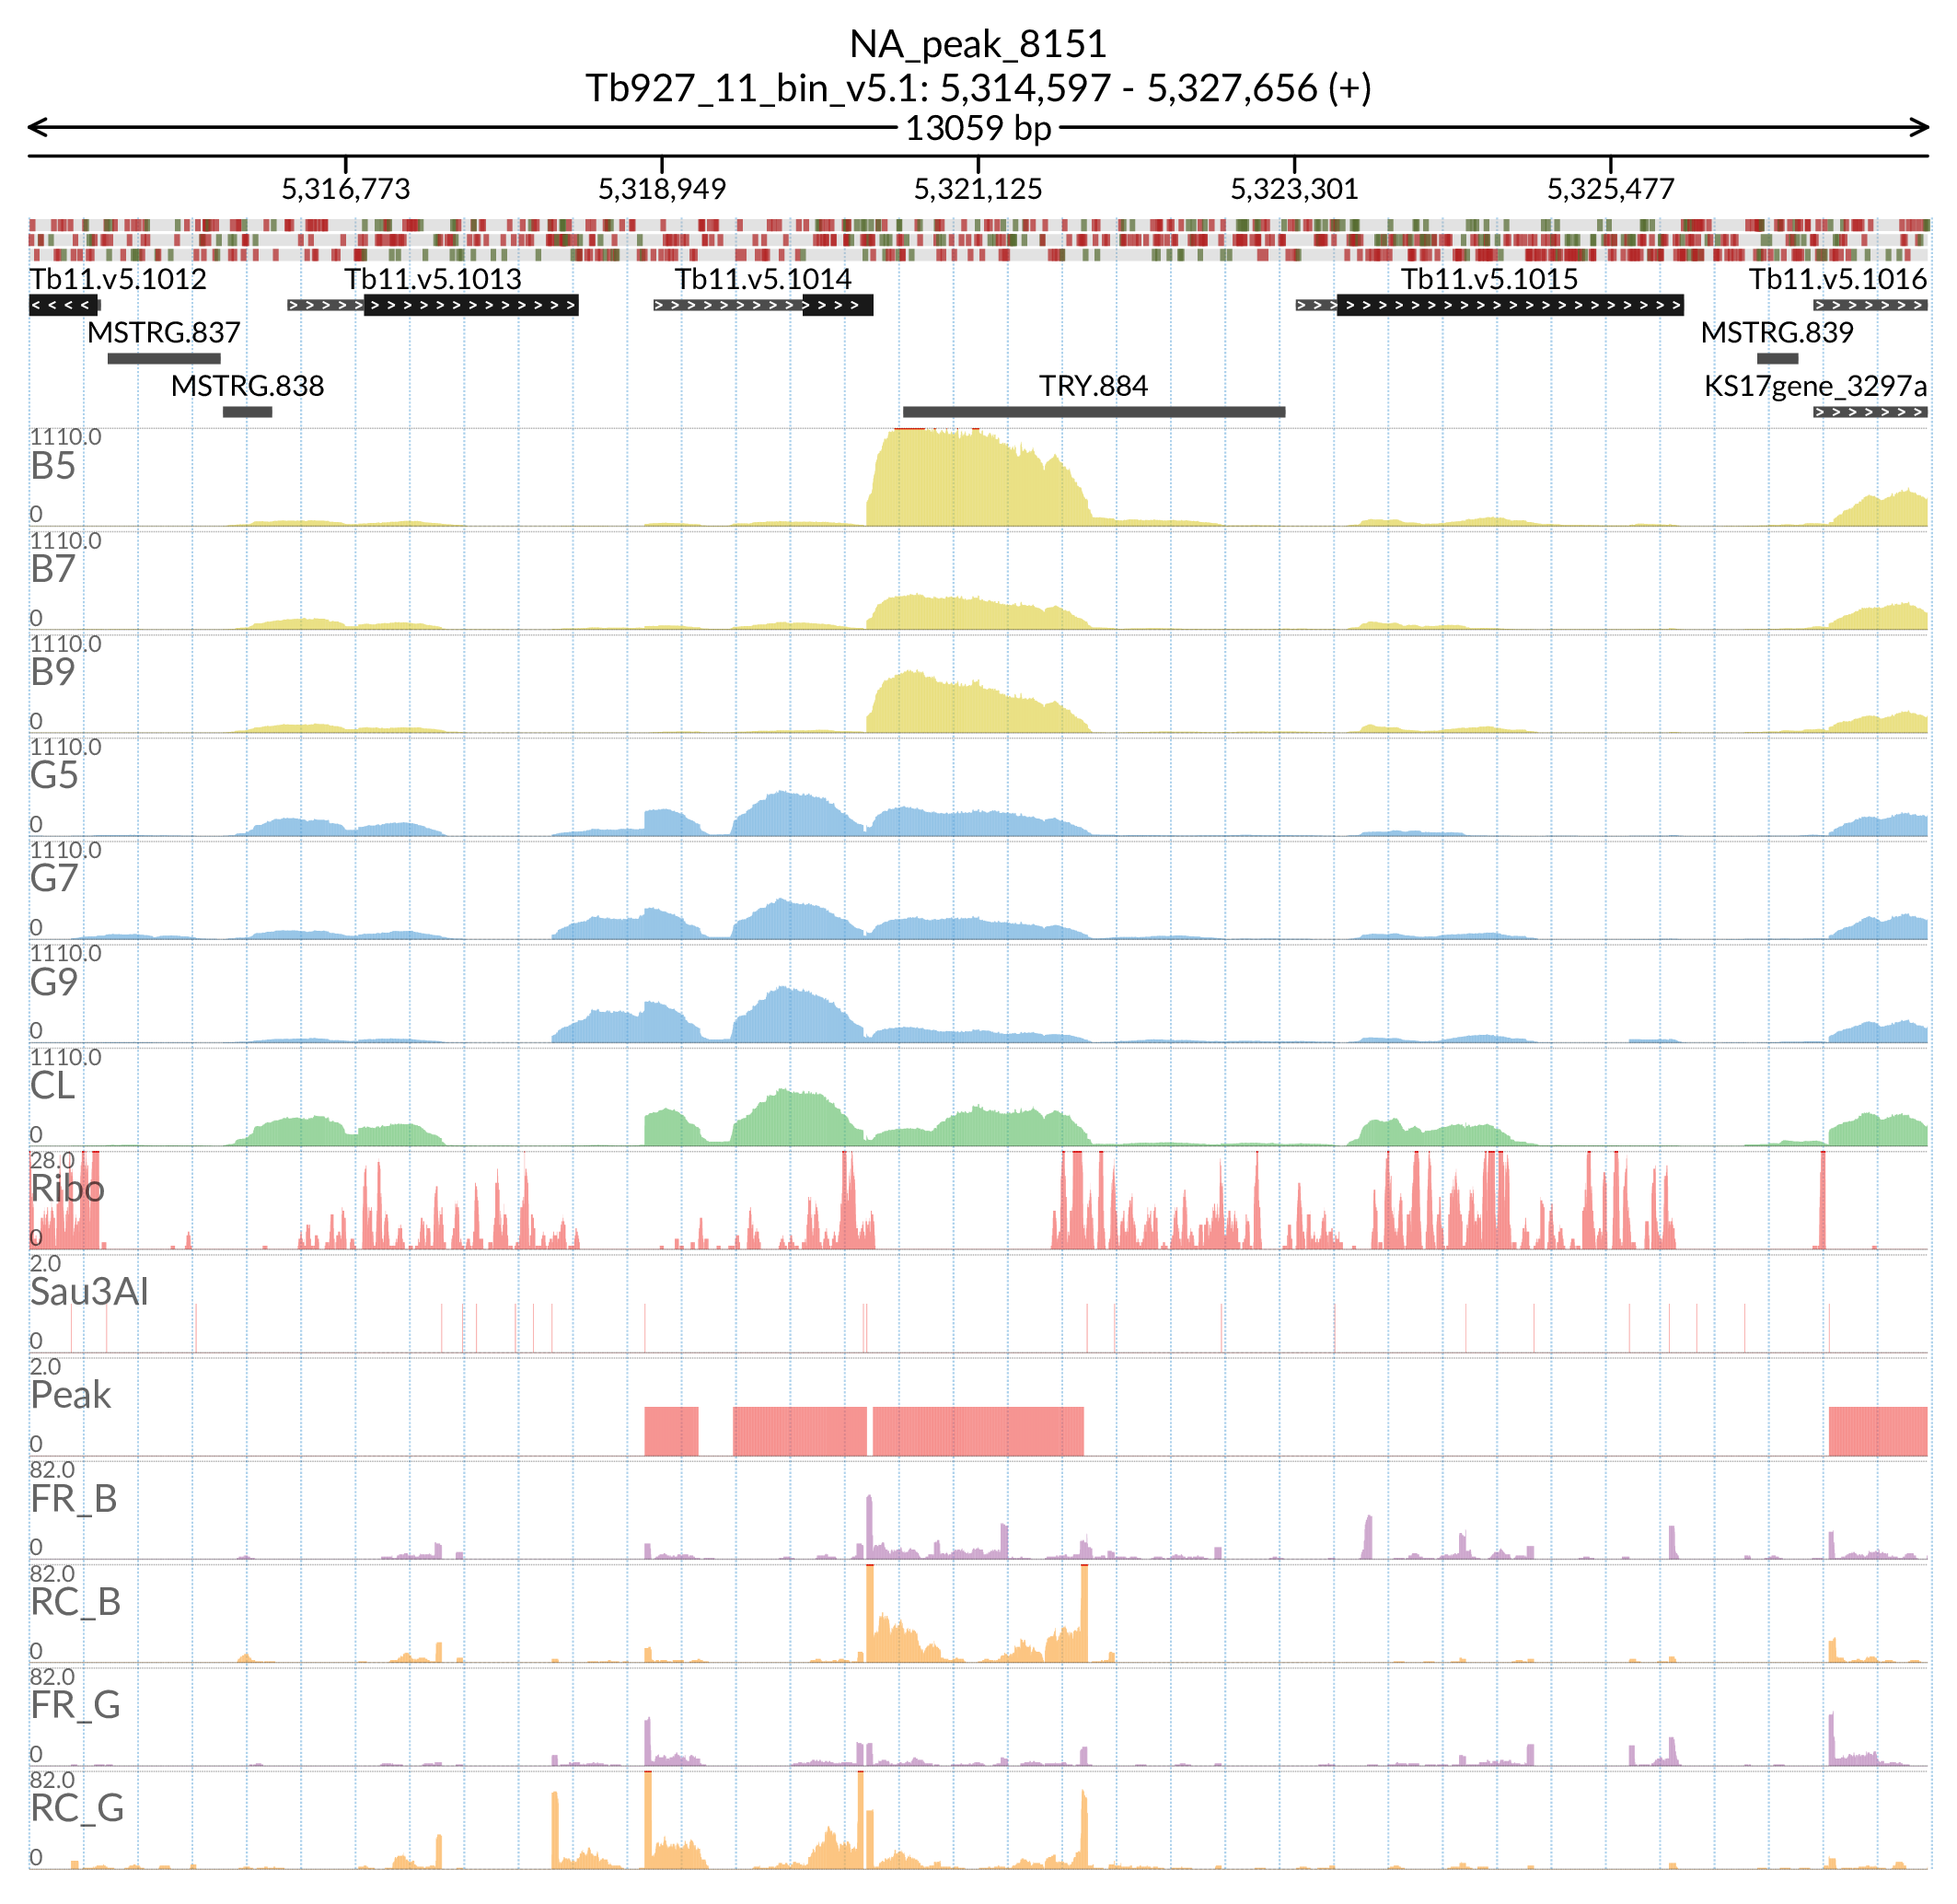 NA_peak_8151
Tb927_11_bin_v5.1: 5,314,597 - 5,327,656 (+)
13059 bp
5,316,773 5,318,949 5,321,125 5,323,301 5,325,477
Tb11.v5.1012 Tb11.v5.1013 Tb11.v5.1014 Tb11.v5.1015 Tb11.v5.1016
MSTRG.837 MSTRG.839
MSTRG.838 TRY.884 KS17gene_3297a
1110.0
B5
0
1110.0
B7
0
1110.0
B9
0
1110.0
G5
0
1110.0
G7
0
1110.0
G9
0
1110.0
CL
0
28.0
Ribo
0
2.0
Sau3AI
0
2.0
Peak
0
82.0
FR_B
0
82.0
RC_B
0
82.0
FR_G
0
82.0
RC_G
0